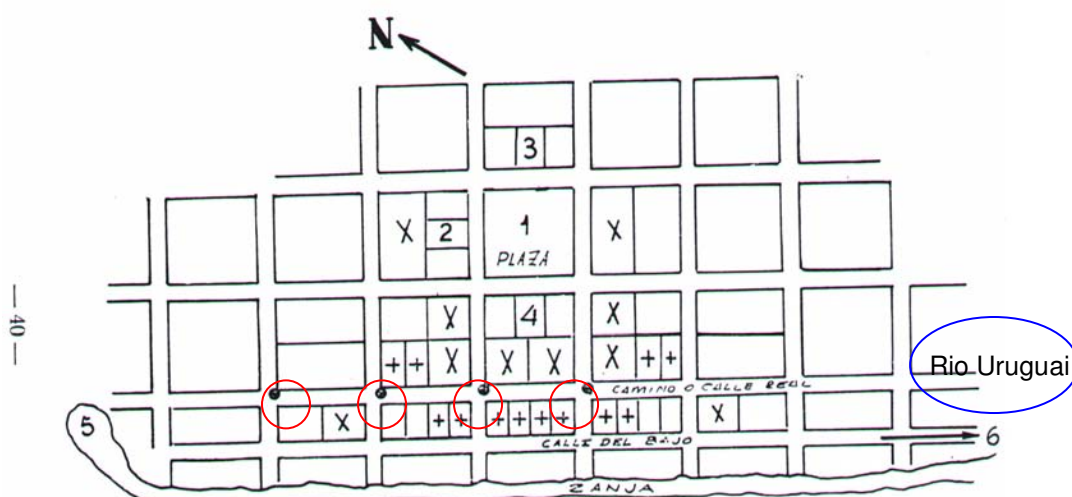 N
3
X 2 1 X
PLAZA
X 4 X
+ + X X X X + +
CAMINO O CALLE REAL
Rio Uruguai
5 X + + + + + + + + X
CALLE DEL BAJO
6
ZANJA
— 40 —